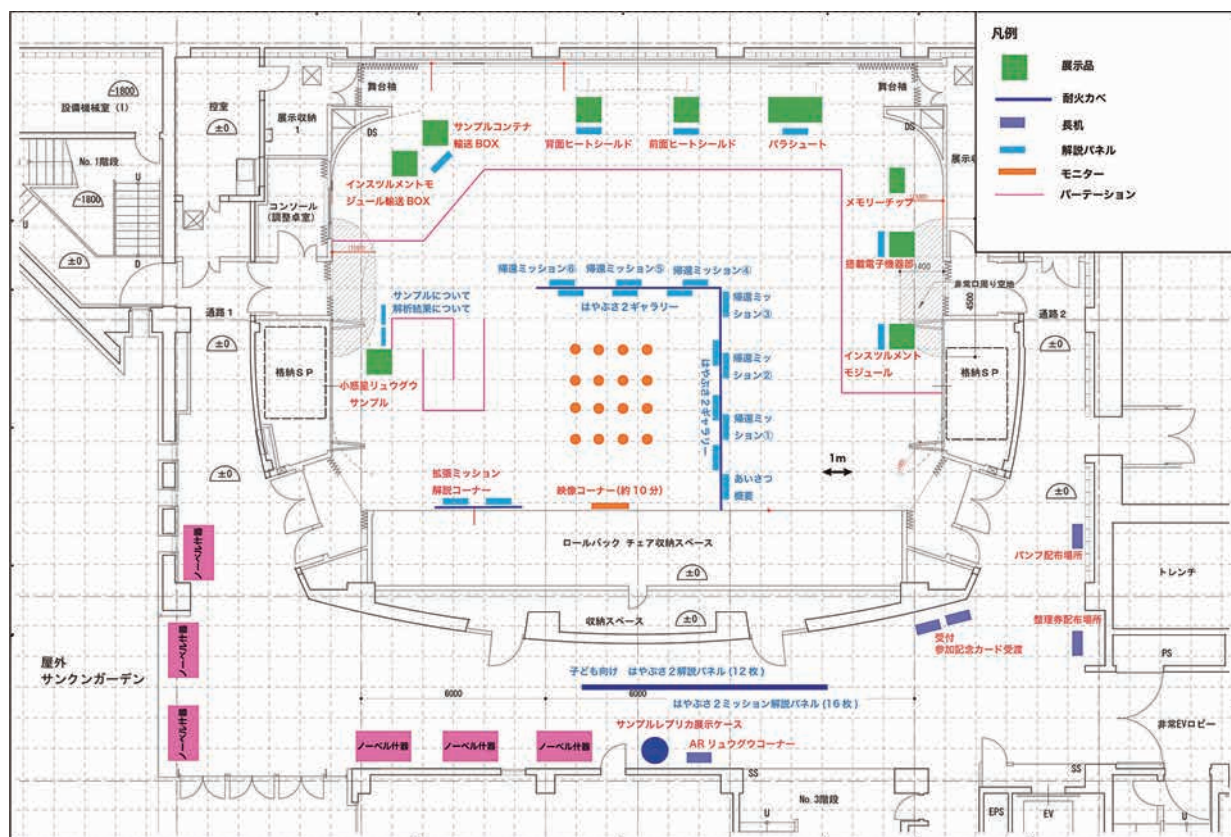 凡例
展示品
耐火カベ
長机
解説パネル
モニター
パーテーション
設備機械室（1）
-1800
控室
±0
展示収納
1
舞台袖
DS
サンプルコンテナ
輸送BOX
インスツルメントモ
ジュール輸送BOX
背面ヒートシールド
前面ヒートシールド
パラシュート
舞台袖
DS
No.1階段
U
-1800
U
±0
D
コンソール
（調整卓室）
メモリーチップ
搭載電子機器部
1400
非常口周り空地
4500
帰還ミッション⑥
帰還ミッション⑤
帰還ミッション④
はやぶさ２ギャラリー
帰還ミッ
ション③
サンプルについて
解析結果について
通路1
±0
通路2
±0
格納SP
小惑星リュウグウ
サンプル
はやぶさ２ギャラリー
帰還ミッ
ション②
インスツルメント
モジュール
格納SP
帰還ミッ
ション①
1m
拡張ミッション
解説コーナー
映像コーナー(約10分)
あいさつ
概要
±0
±0
ロールバック チェア収納スペース
±0
ノーベル什器
パンフ配布場所
トレンチ
収納スペース
±0
受付
参加記念カード受渡
整理券配布場所
PS
屋外
サンクンガーデン
ノーベル什器
ノーベル什器
子ども向け はやぶさ２解説パネル(12枚)
6000
6000
はやぶさ２ミッション解説パネル(16枚)
サンプルレプリカ展示ケース
ARリュウグウコーナー
ノーベル什器
ノーベル什器
ノーベル什器
非常EVロビー
SS
SS
No.3階段
U
EPS
EV
U